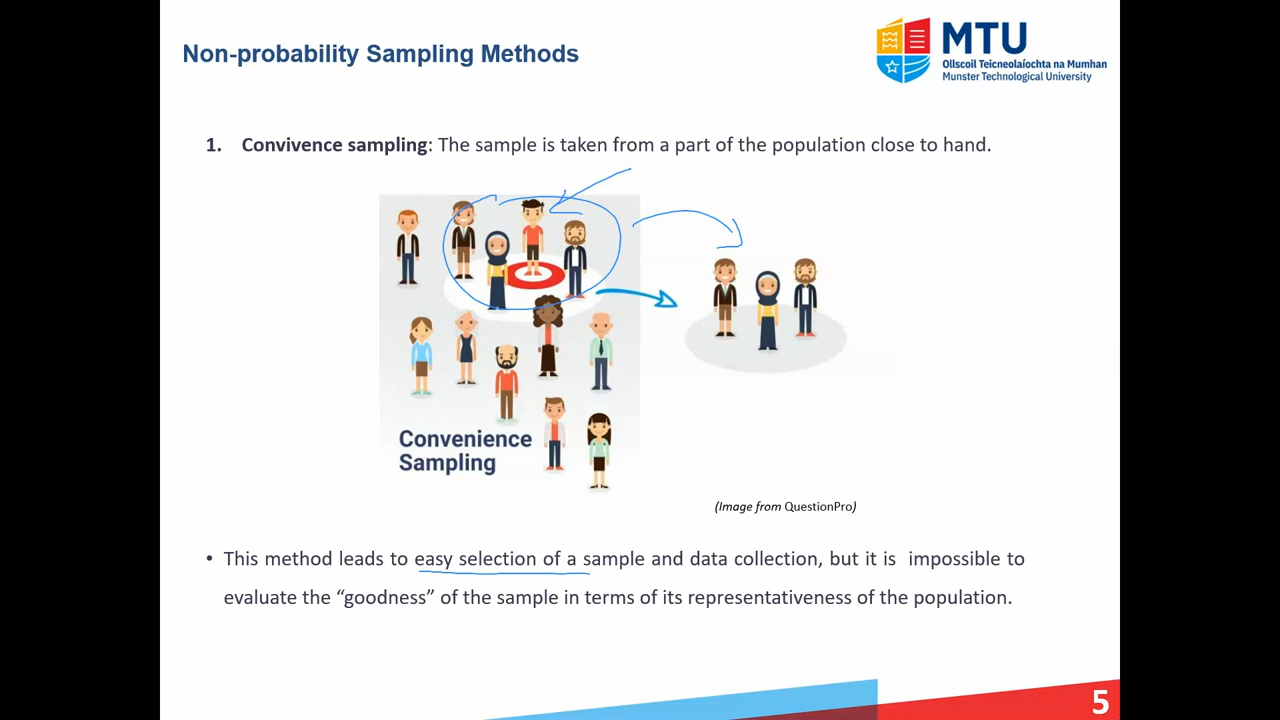 Non-probability Sampling Methods
MTU
Ollscoil Teicneolaíochta na Mumhan
Munster Technological University
1. Convivence sampling: The sample is taken from a part of the population close to hand.
Convenience
Sampling
(Image from QuestionPro)
• This method leads to easy selection of a sample and data collection, but it is impossible to
evaluate the “goodness” of the sample in terms of its representativeness of the population.
5